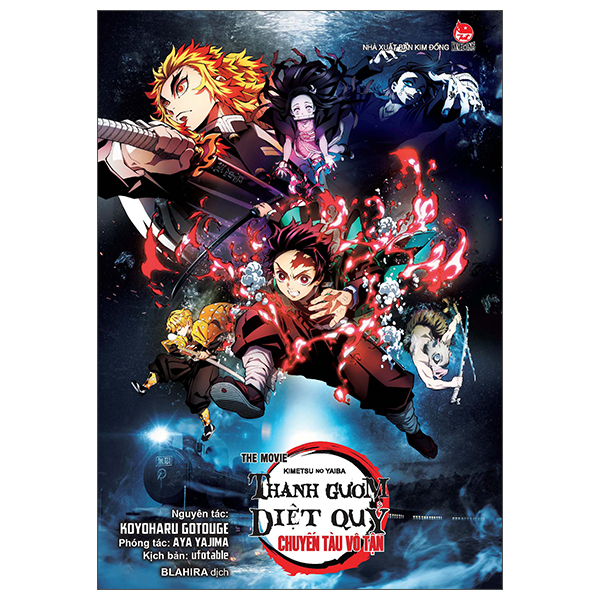 NHÀ XUẤT BẢN KIM ĐỒNG
THE MOVIE
KIMETSU NO YAIBA
THANH GƯƠM
DIỆT QUỶ
CHUYẾN TÀU VÔ TẬN
Nguyên tác:
KOYOHARU GOTOUGE
Phóng tác: AYA YAJIMA
Kịch bản: ufotable
BLAHIRA dịch